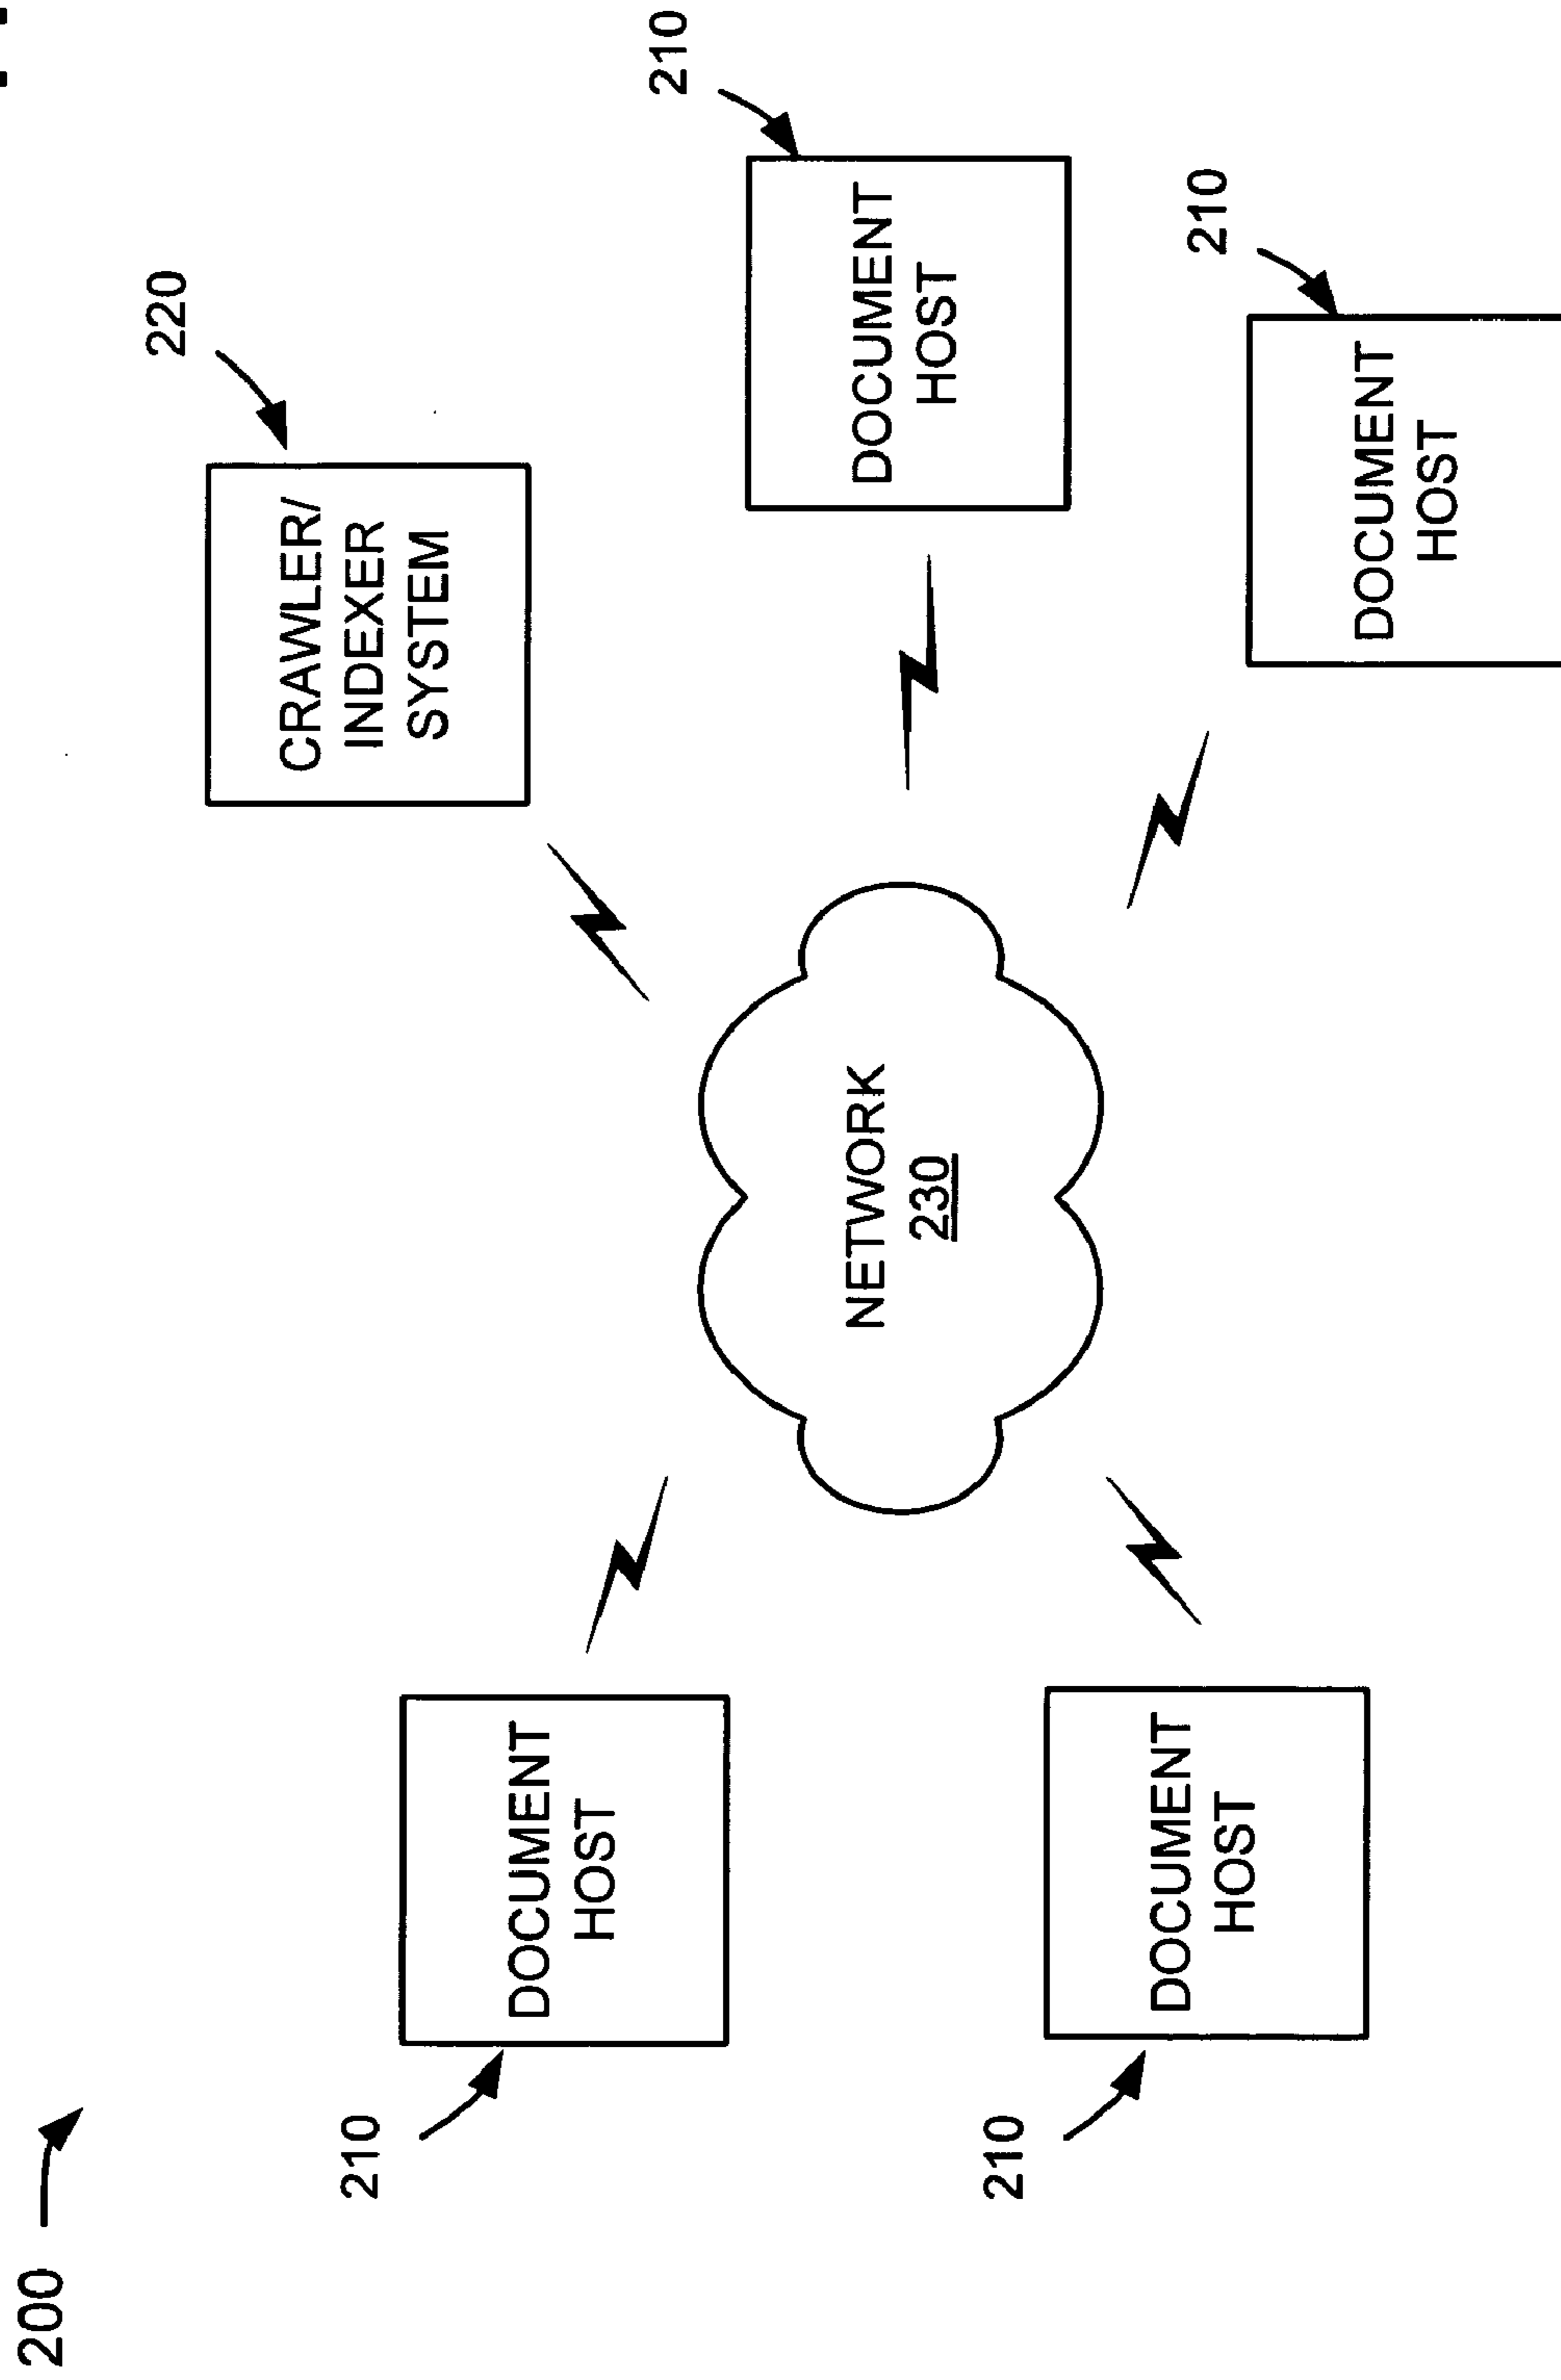 200
220
CRAWLER/
INDEXER
SYSTEM
210
DOCUMENT
HOST
210
DOCUMENT
HOST
NETWORK
230
210
DOCUMENT
HOST
210
DOCUMENT
HOST